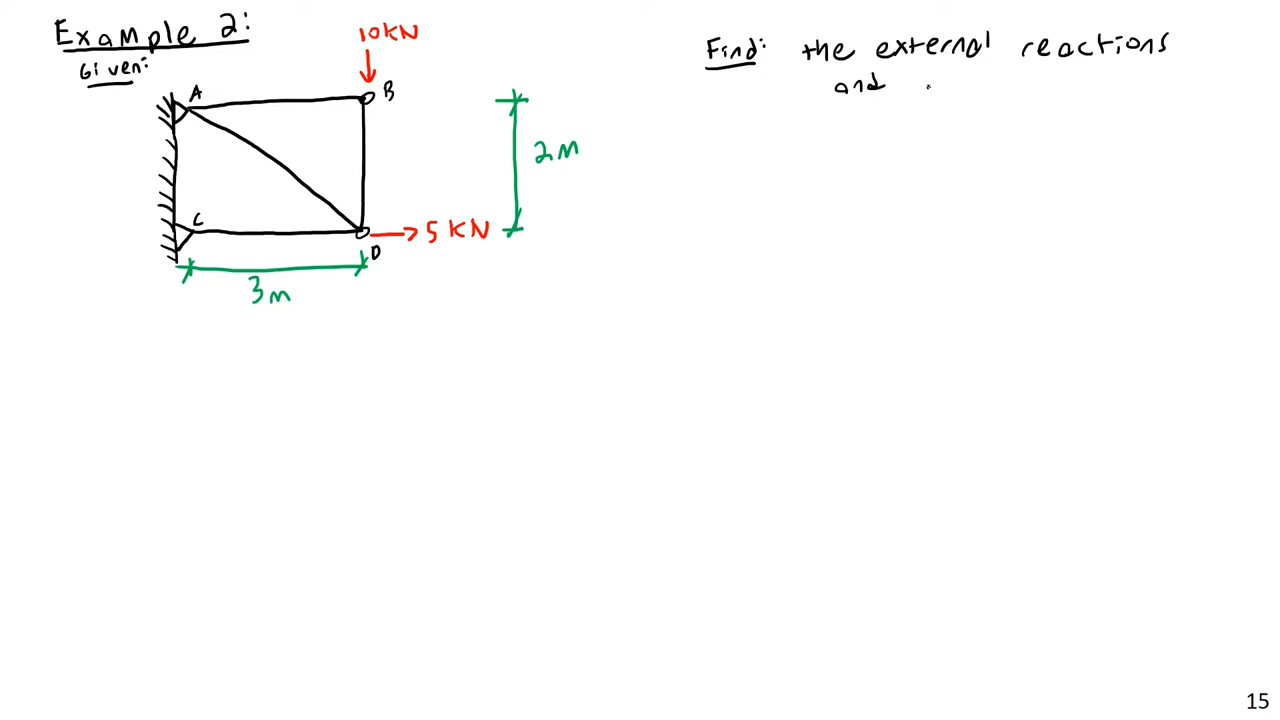 Example 2:
Given:
10KN
A
B
2M
C
5 KN
D
3m
Find: the external reactions
and
15